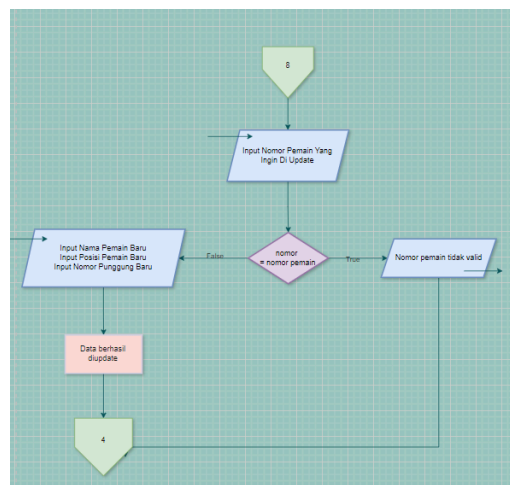 8
Input Nomor Pemain Yang
Ingin Di Update
Input Nama Pemain Baru
Input Posisi Pemain Baru
Input Nomor Punggung Baru
False
nomor
= nomor pemain
True
Nomor pemain tidak valid
Data berhasil
diupdate
4